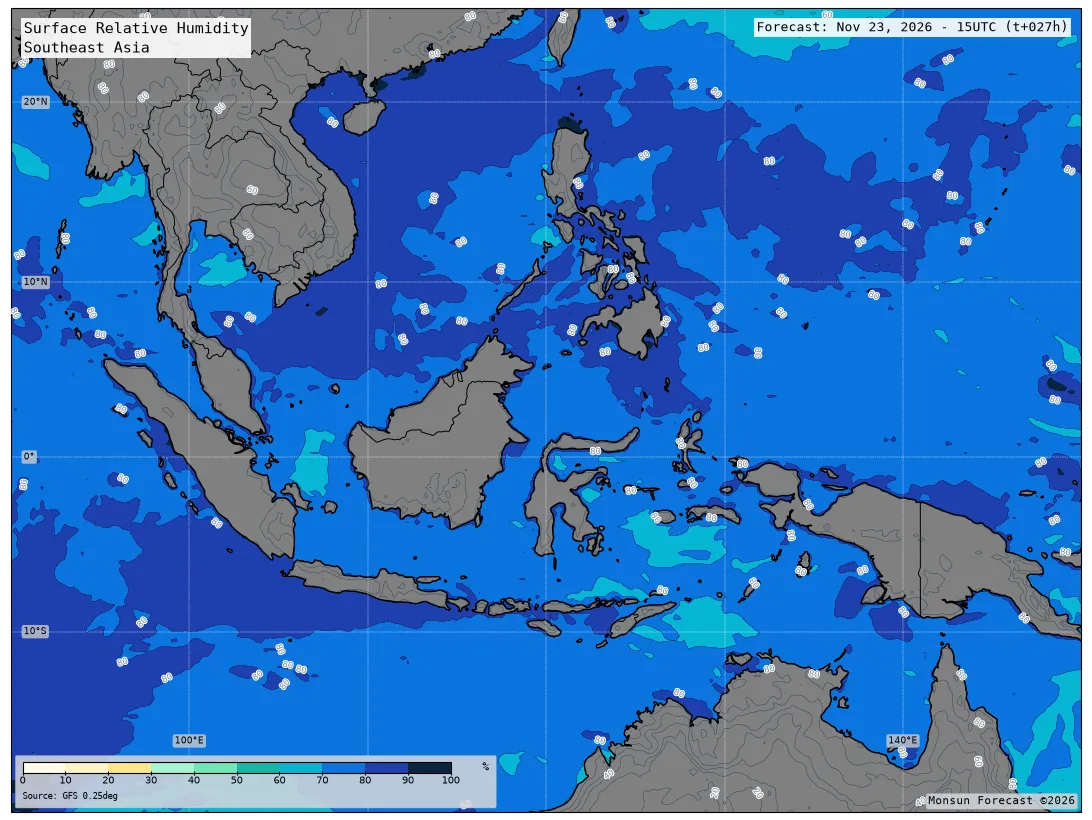 Surface Relative Humidity
Southeast Asia
Forecast: Nov 23, 2026 - 15UTC (t+027h)
20°N
10°N
0°
10°S
100°E
140°E
%
0 10 20 30 40 50 60 70 80 90 100
Source: GFS 0.25deg
Monsun Forecast ©2026